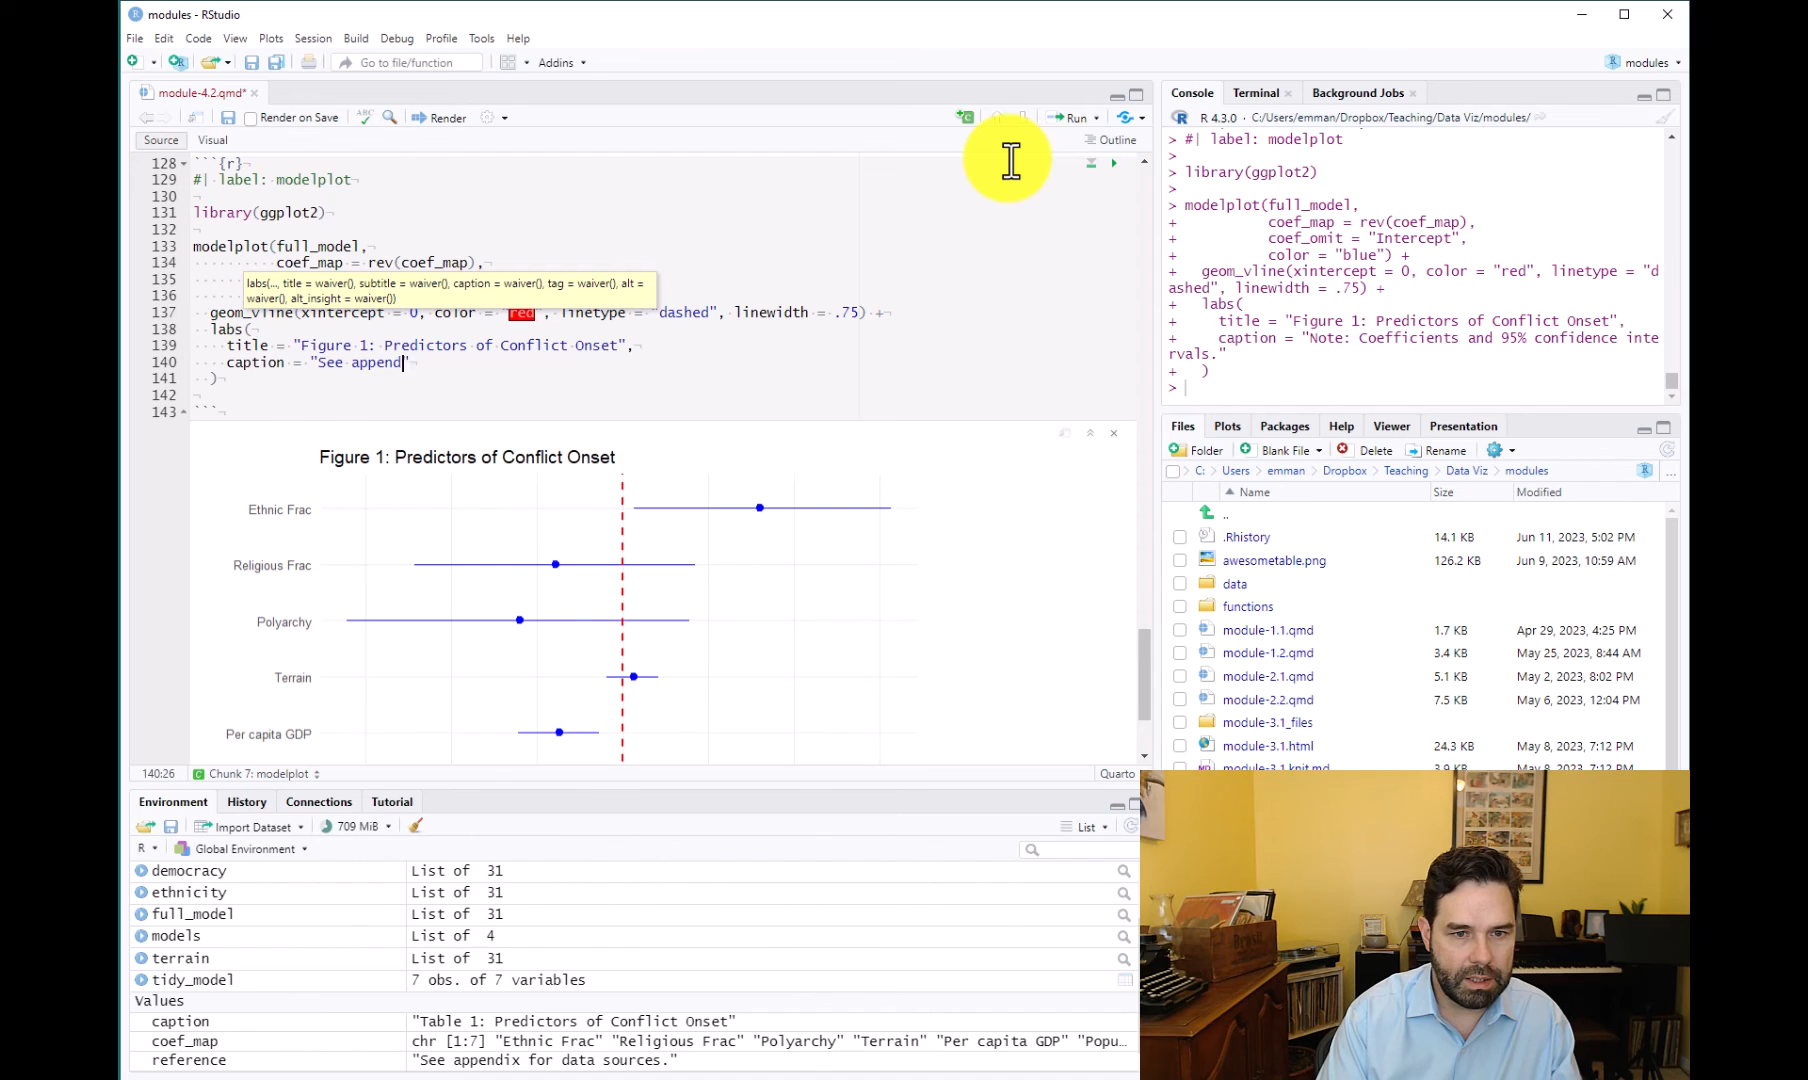 modules - RStudio
File Edit Code View Plots Session Build Debug Profile Tools Help
Go to file/function Addins modules
module-4.2.qmd*
Render on Save Render Run
Source Visual Outline
128 ```{r}
129 #| label: modelplot
130
131 library(ggplot2)
132
133 modelplot(full_model,
134 coef_map = rev(coef_map),
135
labs(..., title = waiver(), subtitle = waiver(), caption = waiver(), tag = waiver(), alt =
waiver(), alt_insight = waiver())
136
137 geom_vline(xintercept = 0, color = "red", linetype = "dashed", linewidth = .75) +
138 labs(
139 title = "Figure 1: Predictors of Conflict Onset",
140 caption = "See append"
141 )
142
143 ```
Figure 1: Predictors of Conflict Onset
Ethnic Frac
Religious Frac
Polyarchy
Terrain
Per capita GDP
140:26 Chunk 7: modelplot Quarto
Console Terminal Background Jobs
R 4.3.0 · C:/Users/emman/Dropbox/Teaching/Data Viz/modules/
> #| label: modelplot
>
> library(ggplot2)
>
> modelplot(full_model,
+ coef_map = rev(coef_map),
+ coef_omit = "Intercept",
+ color = "blue") +
+ geom_vline(xintercept = 0, color = "red", linetype = "d
ashed", linewidth = .75) +
+ labs(
+ title = "Figure 1: Predictors of Conflict Onset",
+ caption = "Note: Coefficients and 95% confidence inte
rvals."
+ )
>
Files Plots Packages Help Viewer Presentation
Folder Blank File Delete Rename
C: Users emman Dropbox Teaching Data Viz modules ...
Name Size Modified
..
.Rhistory 14.1 KB Jun 11, 2023, 5:02 PM
awesometable.png 126.2 KB Jun 9, 2023, 10:59 AM
data
functions
module-1.1.qmd 1.7 KB Apr 29, 2023, 4:25 PM
module-1.2.qmd 3.4 KB May 25, 2023, 8:44 AM
module-2.1.qmd 5.1 KB May 2, 2023, 8:02 PM
module-2.2.qmd 7.5 KB May 6, 2023, 12:04 PM
module-3.1_files
module-3.1.html 24.3 KB May 8, 2023, 7:12 PM
module-3.1.knit.md 3.9 KB May 8, 2023, 7:12 PM
Environment History Connections Tutorial
Import Dataset 709 MiB List
R Global Environment
democracy List of 31
ethnicity List of 31
full_model List of 31
models List of 4
terrain List of 31
tidy_model 7 obs. of 7 variables
Values
caption "Table 1: Predictors of Conflict Onset"
coef_map chr [1:7] "Ethnic Frac" "Religious Frac" "Polyarchy" "Terrain" "Per capita GDP" "Popu...
reference "See appendix for data sources."